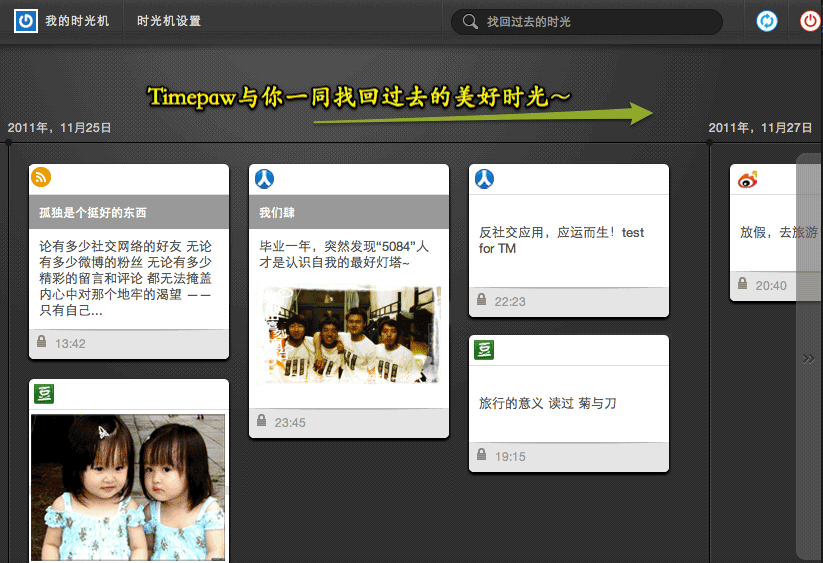 我的时光机
时光机设置
找回过去的时光
Timepaw与你一同找回过去的美好时光～
2011年，11月25日
2011年，11月27日
孤独是个挺好的东西
论有多少社交网络的好友 无论
有多少微博的粉丝 无论有多少
精彩的留言和评论 都无法掩盖
内心中对那个地牢的渴望 －－
只有自己...
13:42
豆
我们肆
毕业一年，突然发现“5084”人
才是认识自我的最好灯塔~
23:45
人
反社交应用，应运而生！test
for TM
22:23
豆
旅行的意义 读过 菊与刀
19:15
放假，去旅游
20:40
»